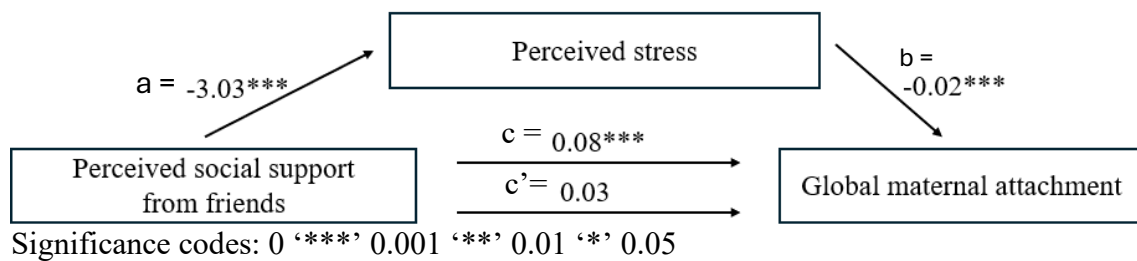 Perceived stress
a = -3.03***
b =
-0.02***
c = 0.08***
c’= 0.03
Perceived social support
from friends
Global maternal attachment
Significance codes: 0 ‘***’ 0.001 ‘**’ 0.01 ‘*’ 0.05